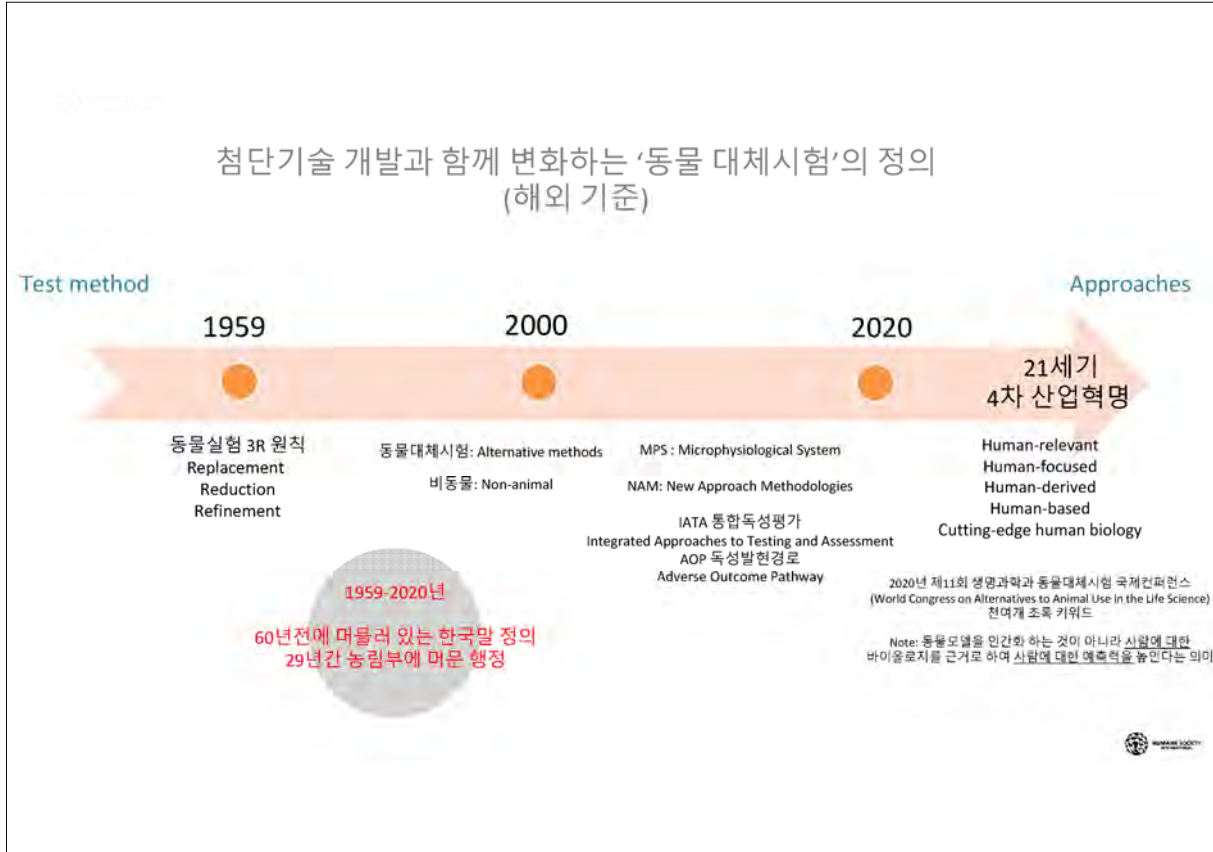 첨단기술 개발과 함께 변화하는 ‘동물 대체시험’의 정의
(해외 기준)
Test method
Approaches
1959
2000
2020
21세기
4차 산업혁명
동물실험 3R 원칙
Replacement
Reduction
Refinement
동물대체시험: Alternative methods
비동물: Non-animal
MPS : Microphysiological System
NAM: New Approach Methodologies
IATA 통합독성평가
Integrated Approaches to Testing and Assessment
AOP 독성발현경로
Adverse Outcome Pathway
Human-relevant
Human-focused
Human-derived
Human-based
Cutting-edge human biology
1959-2020년
60년전에 머물러 있는 한국말 정의
29년간 농림부에 머문 행정
2020년 제11회 생명과학과 동물대체시험 국제컨퍼런스
(World Congress on Alternatives to Animal Use in the Life Science)
천여개 초록 키워드
Note: 동물모델을 인간화 하는 것이 아니라 사람에 대한
바이올로지를 근거로 하여 사람에 대한 예측력을 높인다는 의미
HUMANE SOCIETY
INTERNATIONAL